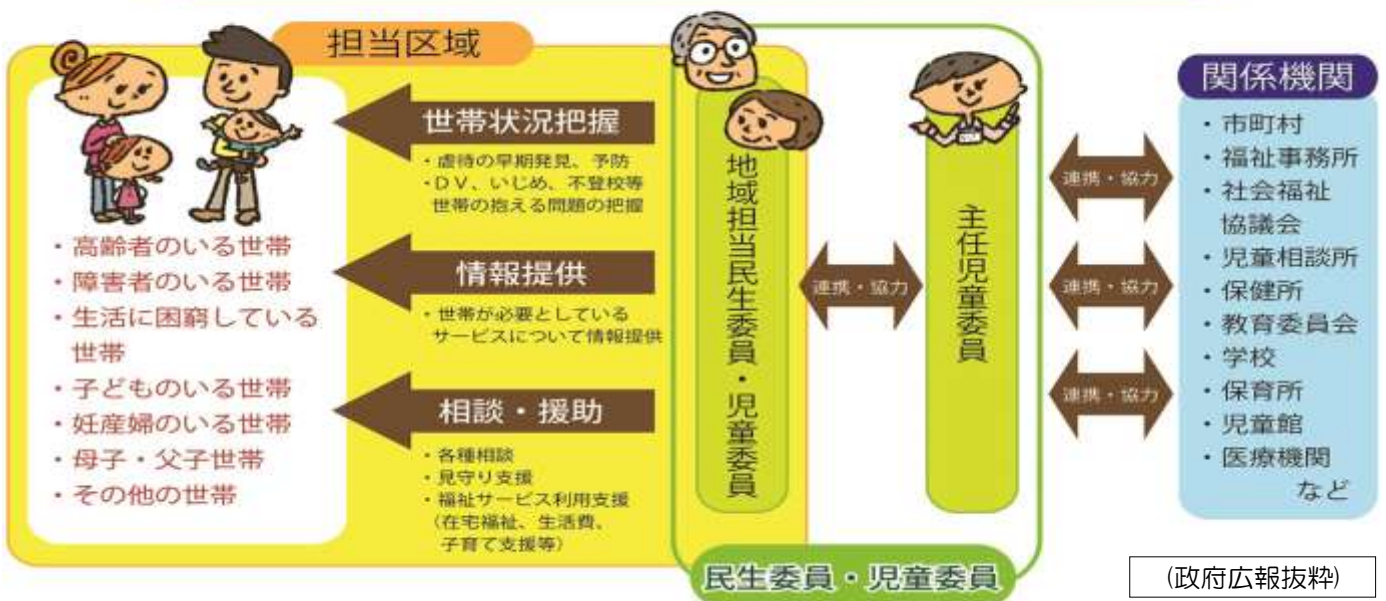 担当区域
世帯状況把握
・虐待の早期発見、予防
・DV、いじめ、不登校等
世帯の抱える問題の把握
情報提供
・世帯が必要としている
サービスについて情報提供
相談・援助
・各種相談
・見守り支援
・福祉サービス利用支援
(在宅福祉、生活費、
子育て支援等)
・高齢者のいる世帯
・障害者のいる世帯
・生活に困窮している
世帯
・子どものいる世帯
・妊産婦のいる世帯
・母子・父子世帯
・その他の世帯
地域担当民生委員・児童委員
連携・協力
主任児童委員
民生委員・児童委員
連携・協力
連携・協力
連携・協力
関係機関
・市町村
・福祉事務所
・社会福祉
協議会
・児童相談所
・保健所
・教育委員会
・学校
・保育所
・児童館
・医療機関
など
(政府広報抜粋)